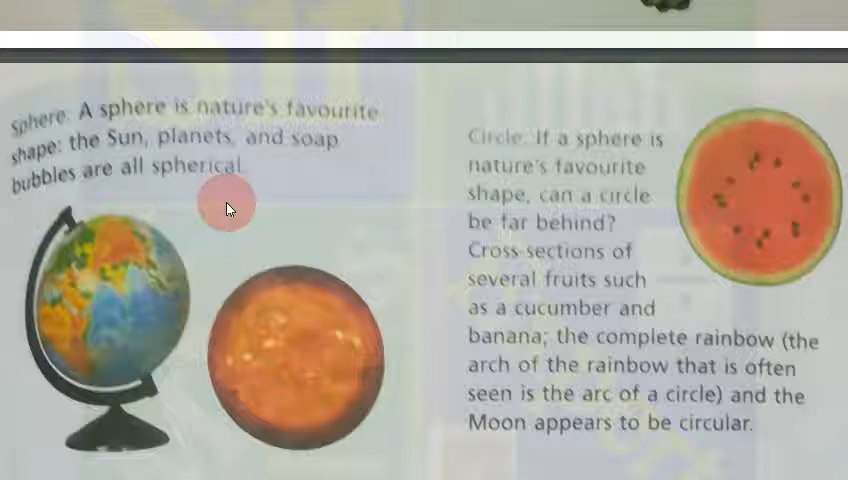 Sphere. A sphere is nature's favourite
shape: the Sun, planets, and soap
bubbles are all spherical.
Circle. If a sphere is
nature's favourite
shape, can a circle
be far behind?
Cross-sections of
several fruits such
as a cucumber and
banana; the complete rainbow (the
arch of the rainbow that is often
seen is the arc of a circle) and the
Moon appears to be circular.